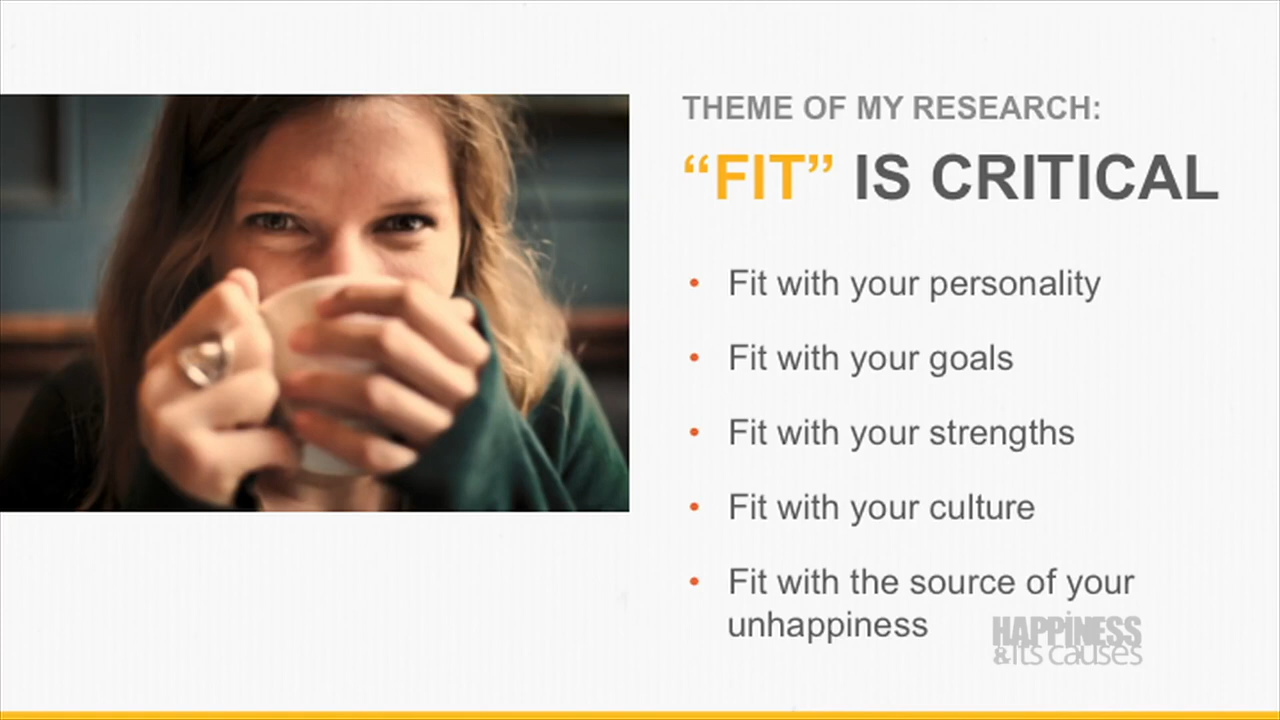 THEME OF MY RESEARCH:
“FIT” IS CRITICAL
• Fit with your personality
• Fit with your goals
• Fit with your strengths
• Fit with your culture
• Fit with the source of your
unhappiness
HAPPINESS
&its causes